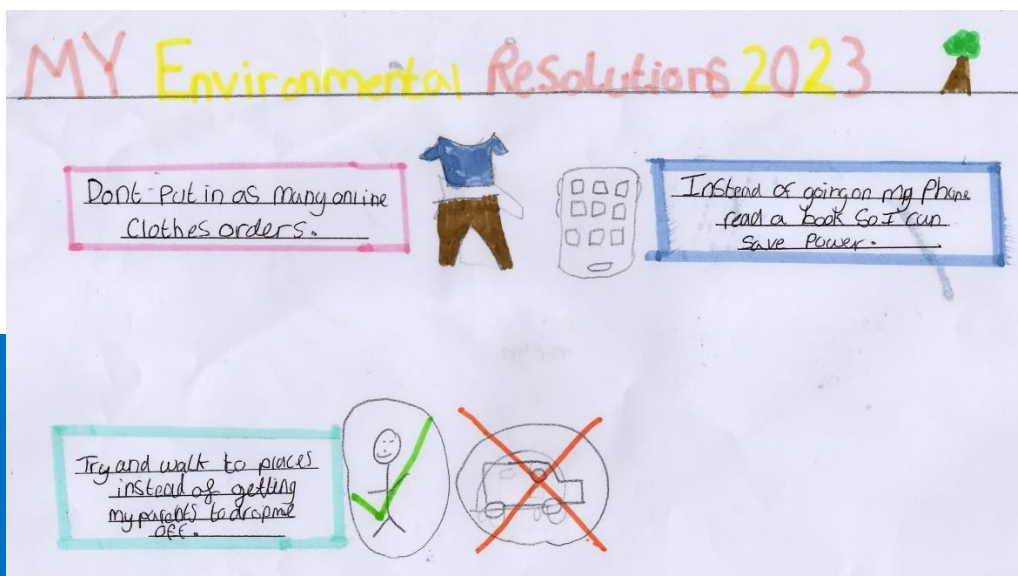 MY Environmental Resolutions 2023
Dont Put in as many online
Clothes orders.
Instead of going on my Phone
read a book So I can
Save Power.
Try and walk to places
instead of getting
my parents to drop me
off.